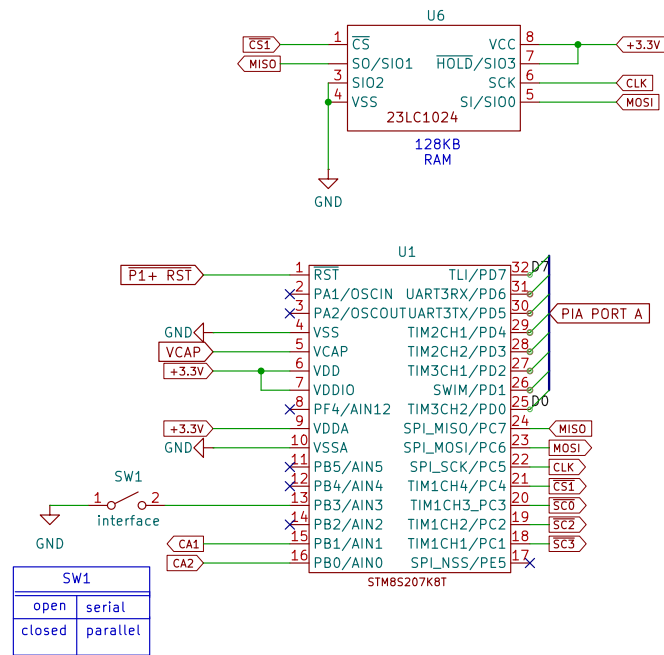 U6
CS1 1 CS VCC 8 +3.3V
MISO 2 SO/SIO1 HOLD/SIO3 7
3 SIO2 SCK 6 CLK
4 VSS SI/SIO0 5 MOSI
23LC1024
128KB
RAM
GND
U1
P1+ RST 1 RST TLI/PD7 32 D7
2 PA1/OSCIN UART3RX/PD6 31
3 PA2/OSCOUT UART3TX/PD5 30 PIA PORT A
GND 4 VSS TIM2CH1/PD4 29
VCAP 5 VCAP TIM2CH2/PD3 28
+3.3V 6 VDD TIM3CH1/PD2 27
7 VDDIO SWIM/PD1 26
8 PF4/AIN12 TIM3CH2/PD0 25 D0
+3.3V 9 VDDA SPI_MISO/PC7 24 MISO
GND 10 VSSA SPI_MOSI/PC6 23 MOSI
11 PB5/AIN5 SPI_SCK/PC5 22 CLK
12 PB4/AIN4 TIM1CH4/PC4 21 CS1
SW1
1 2 13 PB3/AIN3 TIM1CH3_PC3 20 SC0
interface 14 PB2/AIN2 TIM1CH2/PC2 19 SC2
GND CA1 15 PB1/AIN1 TIM1CH1/PC1 18 SC3
CA2 16 PB0/AIN0 SPI_NSS/PE5 17
STM8S207K8T
SW1
open serial
closed parallel